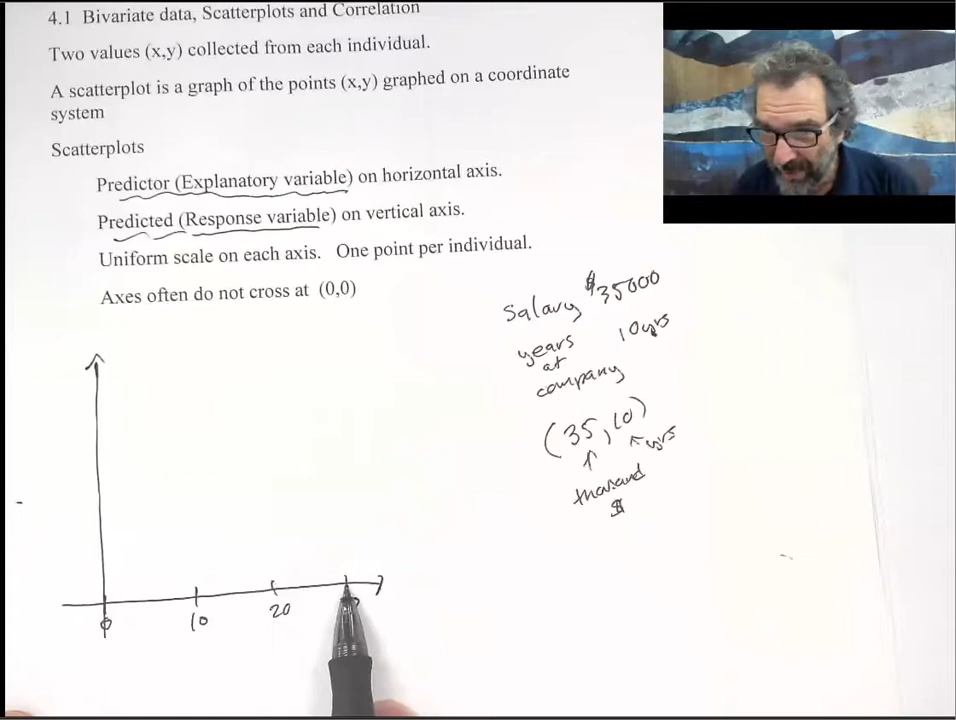 4.1 Bivariate data, Scatterplots and Correlation
Two values (x,y) collected from each individual.
A scatterplot is a graph of the points (x,y) graphed on a coordinate
system
Scatterplots
Predictor (Explanatory variable) on horizontal axis.
Predicted (Response variable) on vertical axis.
Uniform scale on each axis. One point per individual.
Axes often do not cross at (0,0)
Salary $35000
years 10yrs
at
company
(35,10)
yrs
thousand
$
0 10 20